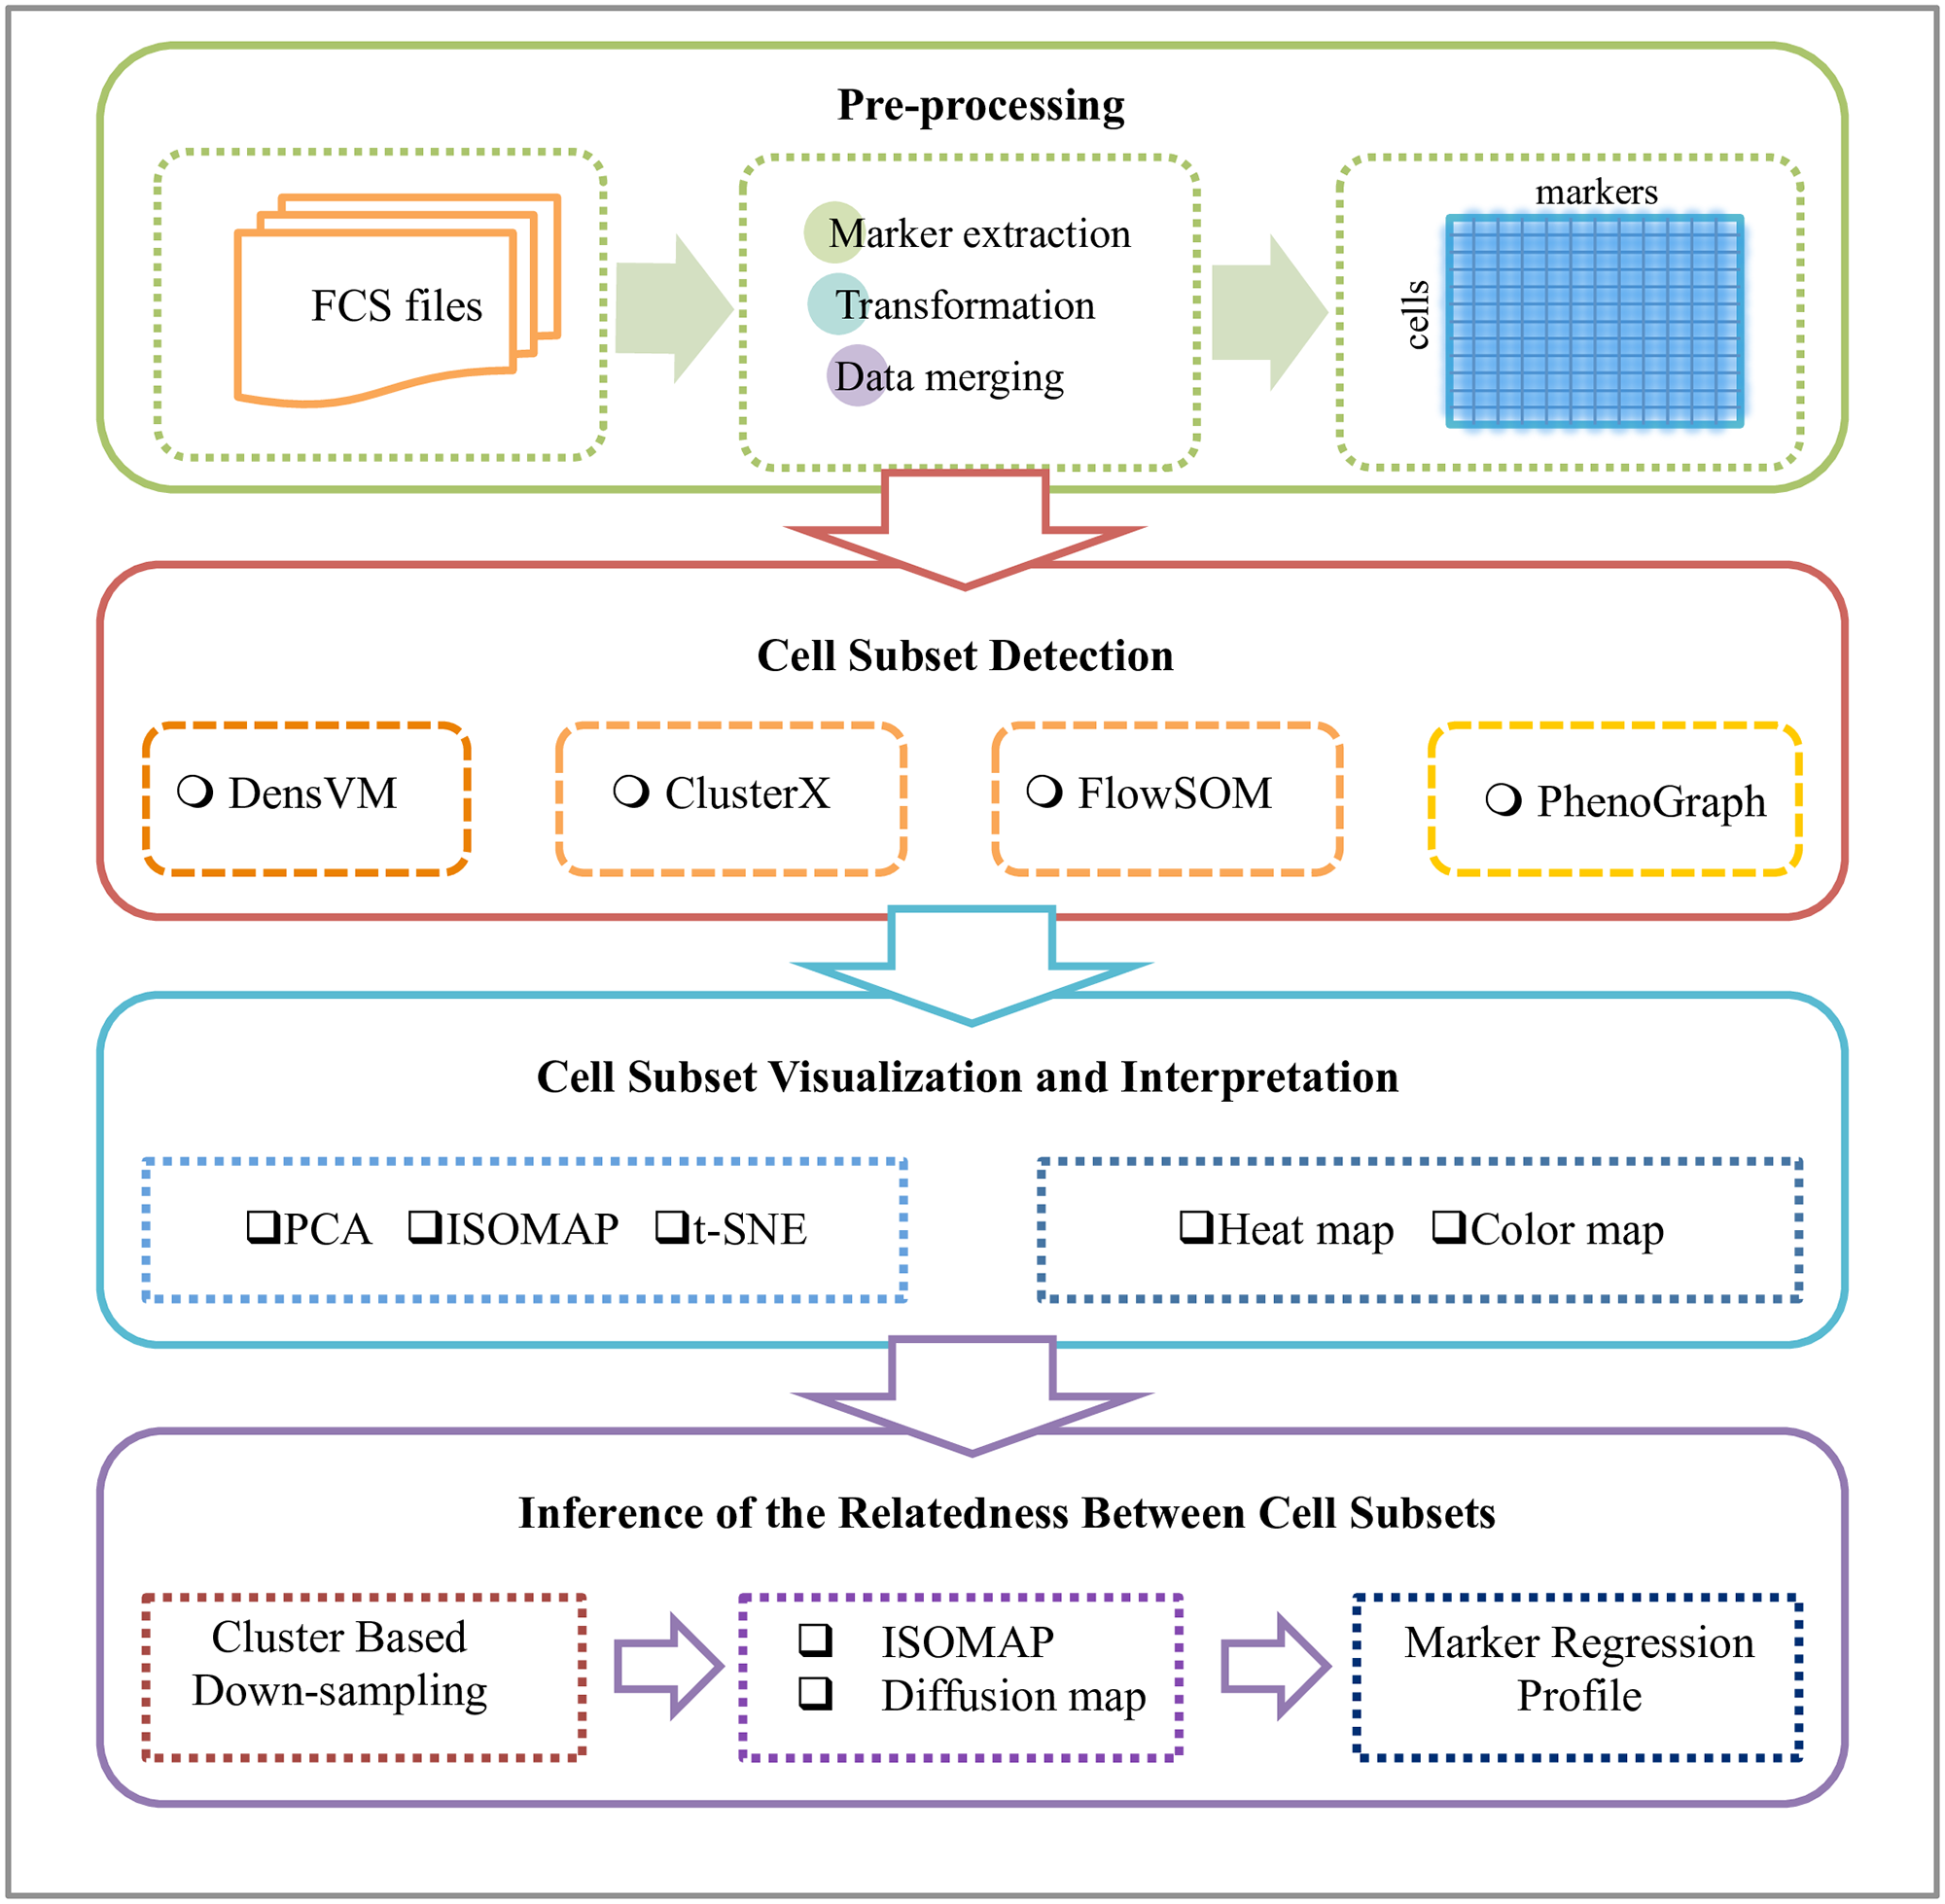 Pre-processing
FCS files
Marker extraction
Transformation
Data merging
markers
cells
Cell Subset Detection
DensVM
ClusterX
FlowSOM
PhenoGraph
Cell Subset Visualization and Interpretation
PCA ISOMAP t-SNE
Heat map Color map
Inference of the Relatedness Between Cell Subsets
Cluster Based
Down-sampling
ISOMAP
Diffusion map
Marker Regression
Profile